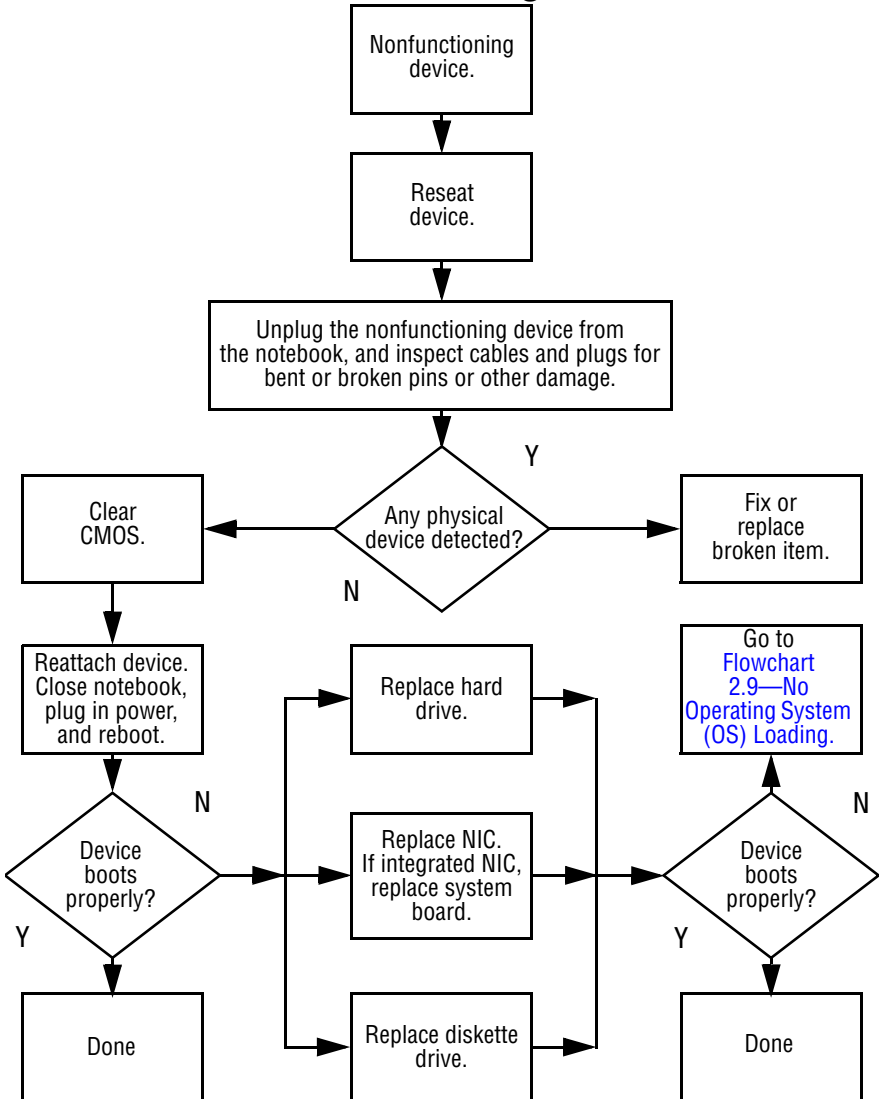 Nonfunctioning
device.
Reseat
device.
Unplug the nonfunctioning device from
the notebook, and inspect cables and plugs for
bent or broken pins or other damage.
Y
Clear
CMOS.
Any physical
device detected?
Fix or
replace
broken item.
N
Reattach device.
Close notebook,
plug in power,
and reboot.
Replace hard
drive.
Go to
Flowchart
2.9—No
Operating System
(OS) Loading.
N
N
Device
boots
properly?
Replace NIC.
If integrated NIC,
replace system
board.
Device
boots
properly?
Y
Y
Done
Replace diskette
drive.
Done